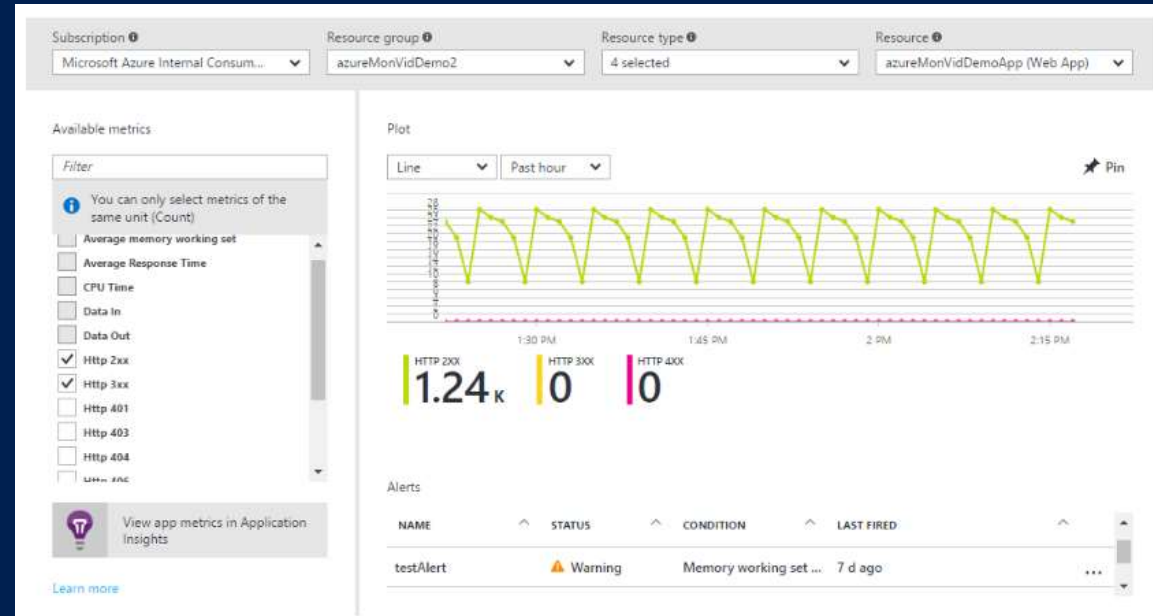 Subscription
Resource group
Resource type
Resource
Microsoft Azure Internal Consum...
azureMonVidDemo2
4 selected
azureMonVidDemoApp (Web App)
Available metrics
Filter
You can only select metrics of the
same unit (Count)
Average memory working set
Average Response Time
CPU Time
Data In
Data Out
Http 2xx
Http 3xx
Http 401
Http 403
Http 404
Http 406
View app metrics in Application
Insights
Learn more
Plot
Line
Past hour
Pin
28
0
1:30 PM
1:45 PM
2 PM
2:15 PM
HTTP 2XX
HTTP 3XX
HTTP 4XX
1.24 K
0
0
Alerts
NAME
STATUS
CONDITION
LAST FIRED
testAlert
Warning
Memory working set ...
7 d ago
...